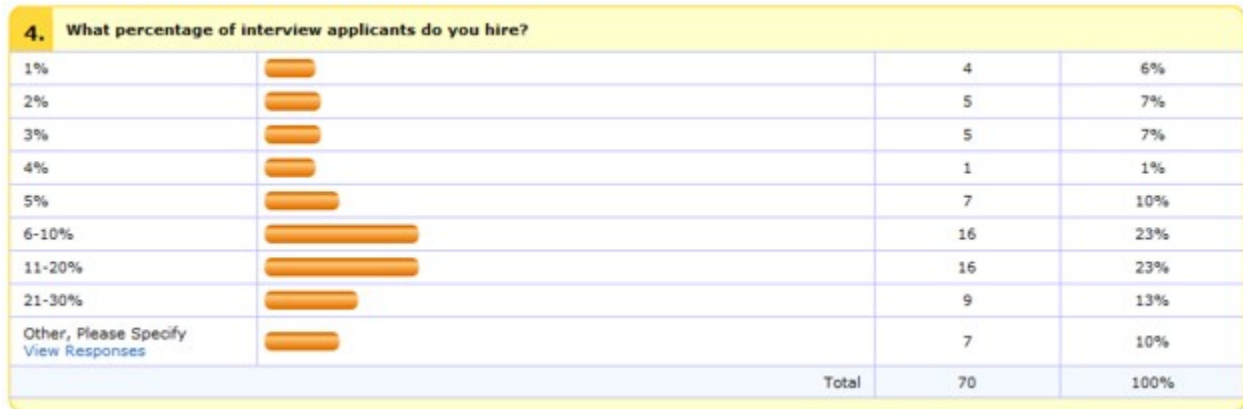 4. What percentage of interview applicants do you hire?
1% 4 6%
2% 5 7%
3% 5 7%
4% 1 1%
5% 7 10%
6-10% 16 23%
11-20% 16 23%
21-30% 9 13%
Other, Please Specify
View Responses 7 10%
Total 70 100%